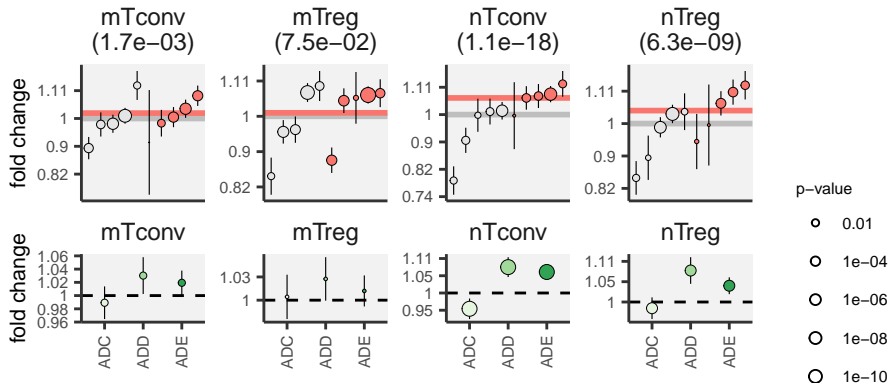 mTconv
(1.7e−03)
mTreg
(7.5e−02)
nTconv
(1.1e−18)
nTreg
(6.3e−09)
fold change
1.11
1
0.9
0.82
1.11
1
0.82
1.11
1
0.9
0.82
0.74
1.11
1
0.82
mTconv
mTreg
nTconv
nTreg
fold change
1.06
1.04
1.02
1
0.98
0.96
1.03
1
1.11
1.05
1
0.95
1.11
1.05
1
ADC
ADD
ADE
ADC
ADD
ADE
ADC
ADD
ADE
ADC
ADD
ADE
p−value
0.01
1e−04
1e−06
1e−08
1e−10